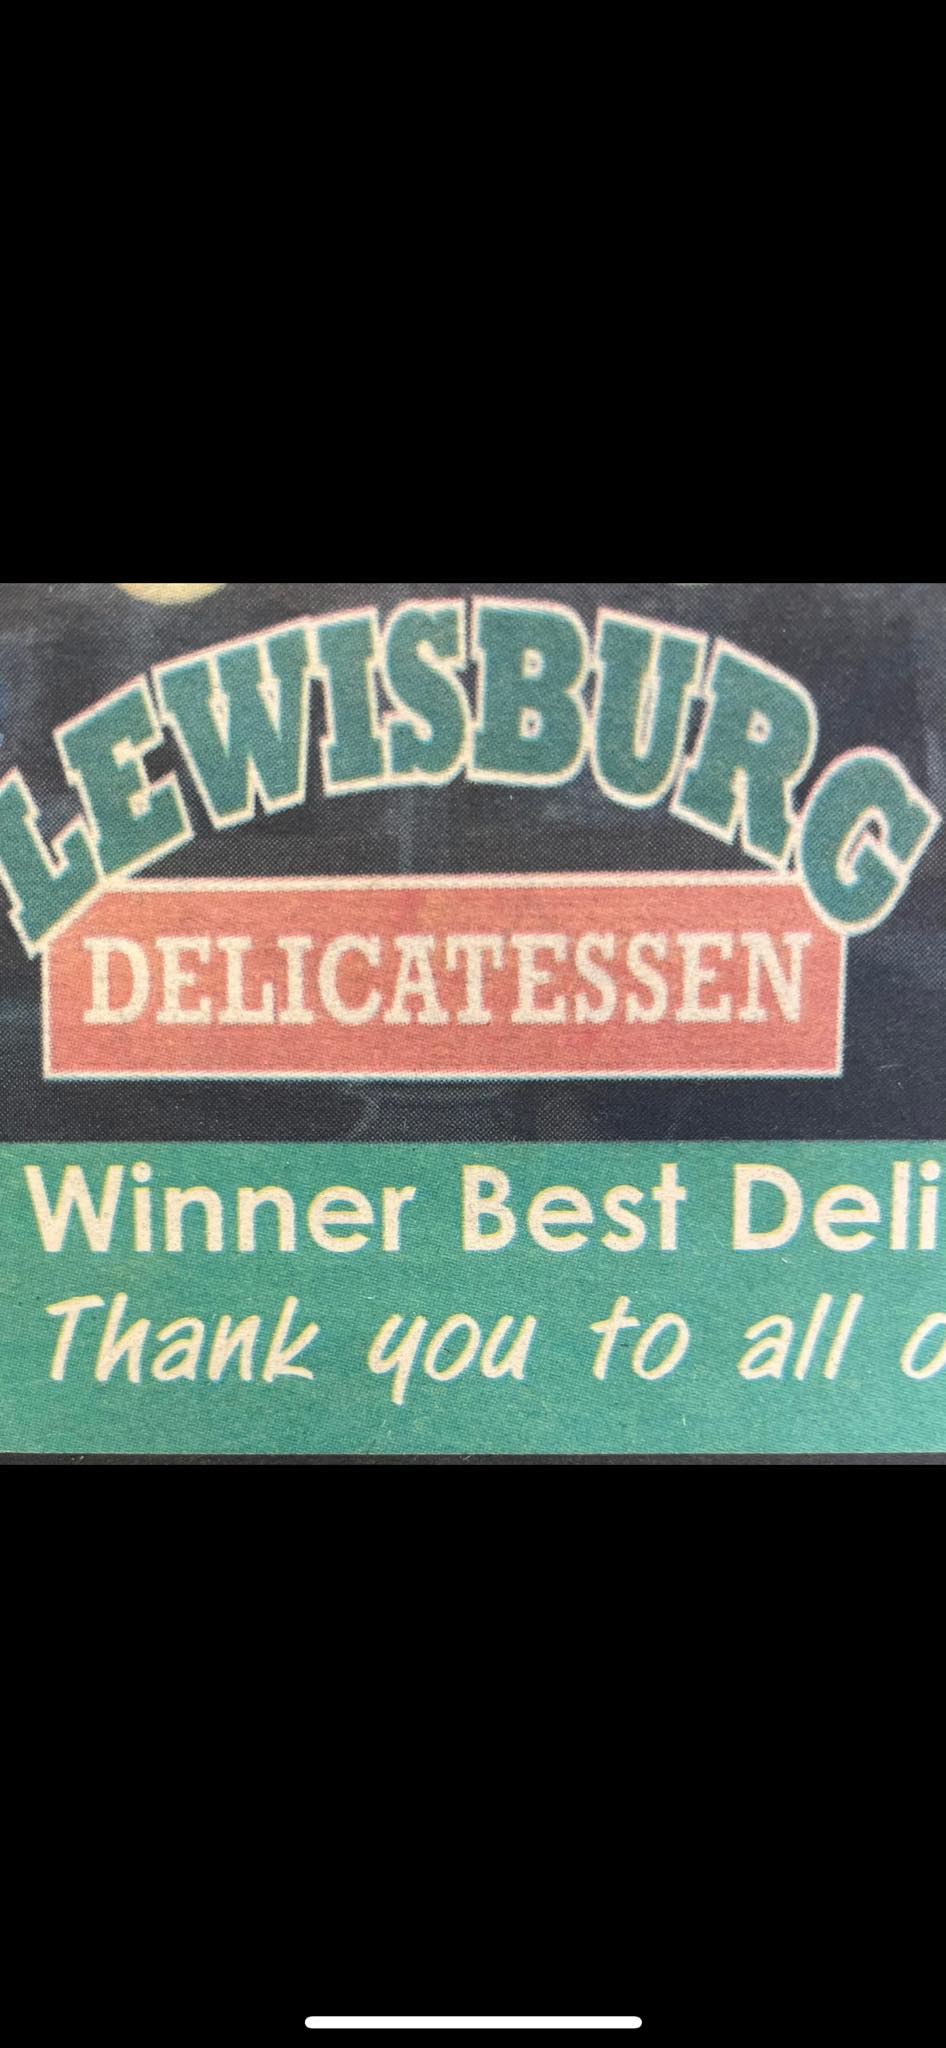 LEWISBURG
DELICATESSEN
Winner Best Deli
Thank you to all